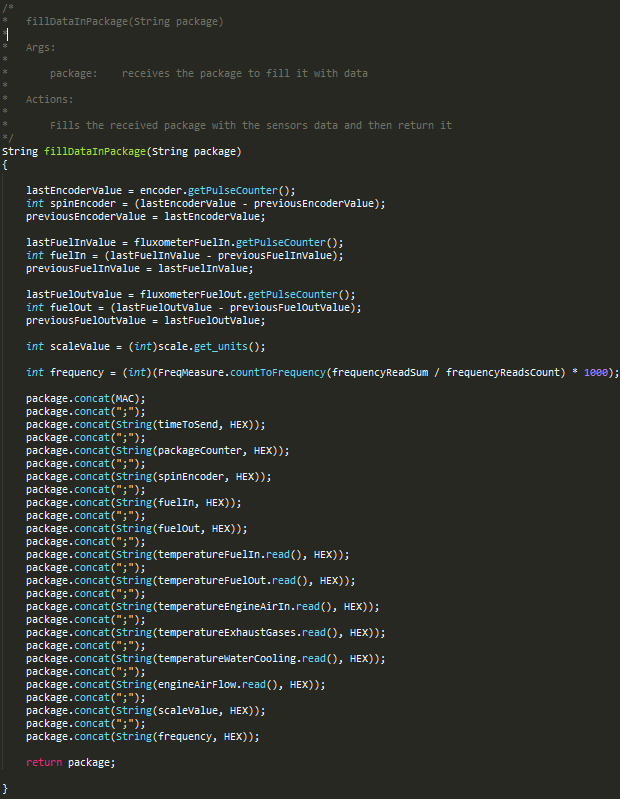 /*
*   fillDataInPackage(String package)
*
*   Args:
*
*       package:    receives the package to fill it with data
*
*   Actions:
*
*       Fills the received package with the sensors data and then return it
*/
String fillDataInPackage(String package)
{
    lastEncoderValue = encoder.getPulseCounter();
    int spinEncoder = (lastEncoderValue - previousEncoderValue);
    previousEncoderValue = lastEncoderValue;
    lastFuelInValue = fluxometerFuelIn.getPulseCounter();
    int fuelIn = (lastFuelInValue - previousFuelInValue);
    previousFuelInValue = lastFuelInValue;
    lastFuelOutValue = fluxometerFuelOut.getPulseCounter();
    int fuelOut = (lastFuelOutValue - previousFuelOutValue);
    previousFuelOutValue = lastFuelOutValue;
    int scaleValue = (int)scale.get_units();
    int frequency = (int)(FreqMeasure.countToFrequency(frequencyReadSum / frequencyReadsCount) * 1000);
    package.concat(MAC);
    package.concat(";");
    package.concat(String(timeToSend, HEX));
    package.concat(";");
    package.concat(String(packageCounter, HEX));
    package.concat(";");
    package.concat(String(spinEncoder, HEX));
    package.concat(";");
    package.concat(String(fuelIn, HEX));
    package.concat(";");
    package.concat(String(fuelOut, HEX));
    package.concat(";");
    package.concat(String(temperatureFuelIn.read(), HEX));
    package.concat(";");
    package.concat(String(temperatureFuelOut.read(), HEX));
    package.concat(";");
    package.concat(String(temperatureEngineAirIn.read(), HEX));
    package.concat(";");
    package.concat(String(temperatureExhaustGases.read(), HEX));
    package.concat(";");
    package.concat(String(temperatureWaterCooling.read(), HEX));
    package.concat(";");
    package.concat(String(engineAirFlow.read(), HEX));
    package.concat(";");
    package.concat(String(scaleValue, HEX));
    package.concat(";");
    package.concat(String(frequency, HEX));
    return package;
}